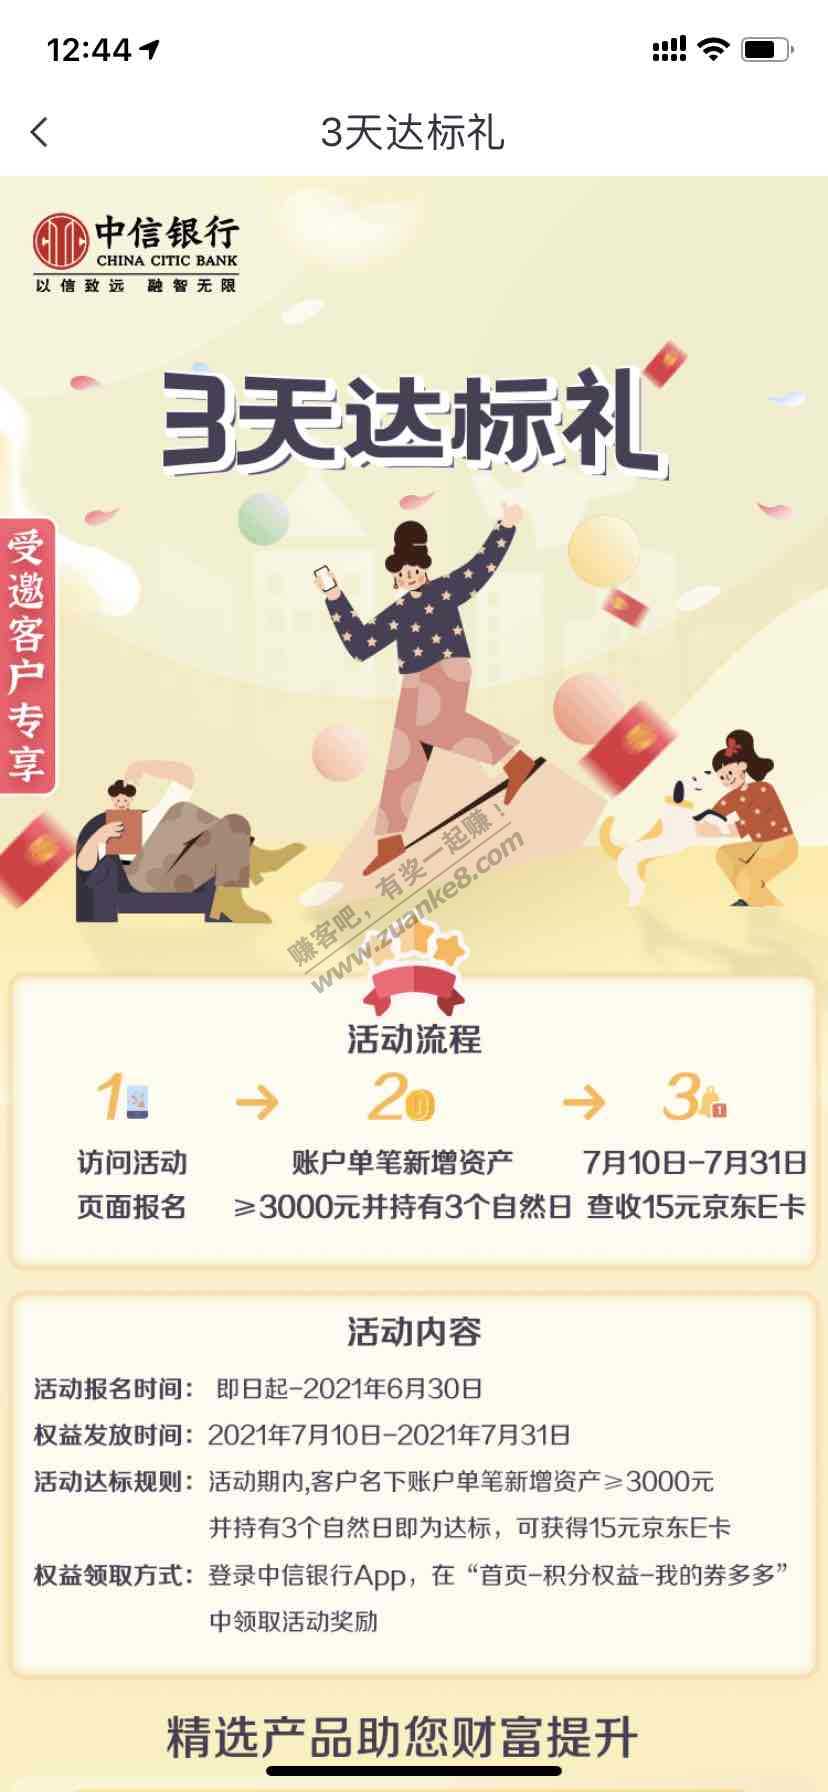 12:44
3天达标礼
中信银行
CHINA CITIC BANK
以信致远 融智无限
3天达标礼
受邀客户专享
赚客吧，有奖一起赚！
www.zuanke8.com
活动流程
1 → 2 → 3
访问活动 账户单笔新增资产 7月10日-7月31日
页面报名 ≥3000元并持有3个自然日 查收15元京东E卡
活动内容
活动报名时间： 即日起-2021年6月30日
权益发放时间：2021年7月10日-2021年7月31日
活动达标规则：活动期内,客户名下账户单笔新增资产≥3000元
并持有3个自然日即为达标，可获得15元京东E卡
权益领取方式：登录中信银行App，在“首页-积分权益-我的券多多”
中领取活动奖励
精选产品助您财富提升